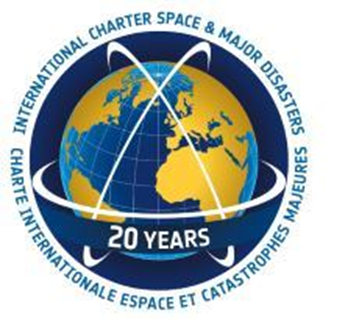 INTERNATIONAL CHARTER SPACE & MAJOR DISASTERS
20 YEARS
CHARTE INTERNATIONALE ESPACE ET CATASTROPHES MAJEURES